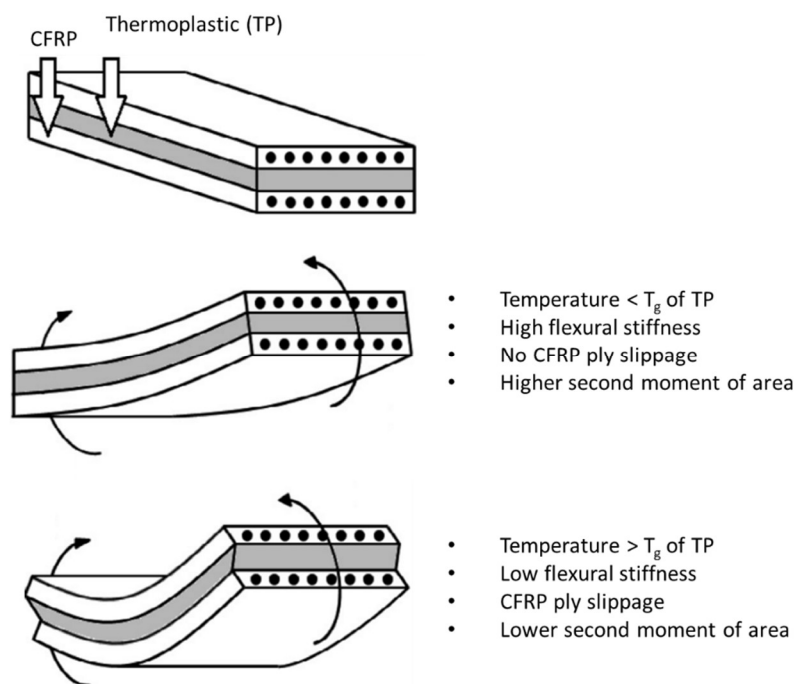 Thermoplastic (TP)
CFRP
• Temperature < Tg of TP
• High flexural stiffness
• No CFRP ply slippage
• Higher second moment of area
• Temperature > Tg of TP
• Low flexural stiffness
• CFRP ply slippage
• Lower second moment of area